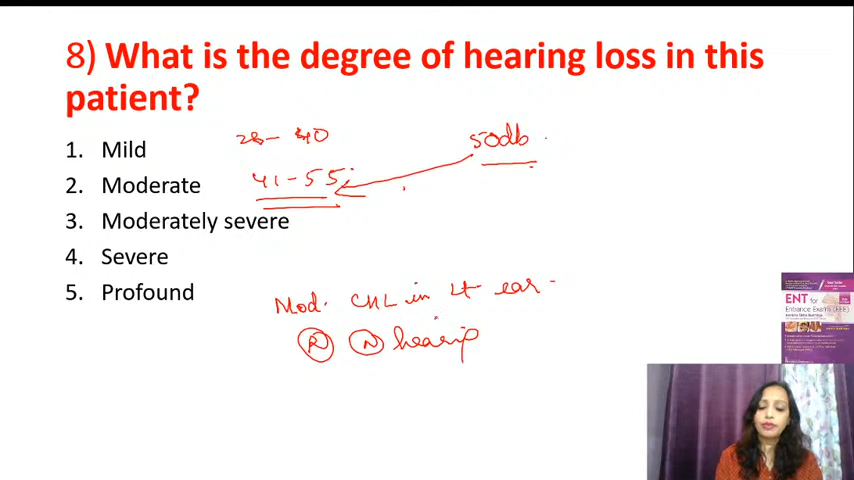 8) What is the degree of hearing loss in this
patient?
1. Mild
26 - 40
50db
2. Moderate
41 - 55
3. Moderately severe
4. Severe
5. Profound
Mod. CHL in Lt ear -
R N hearing
ENT for
Entrance Exams (EEE)